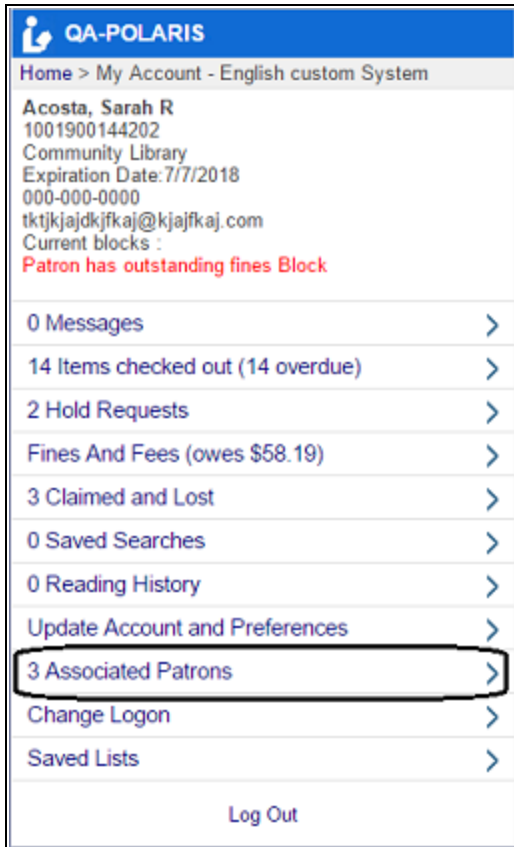 QA-POLARIS
Home > My Account - English custom System
Acosta, Sarah R
1001900144202
Community Library
Expiration Date:7/7/2018
000-000-0000
tktjkjajdkjfkaj@kjajfkaj.com
Current blocks :
Patron has outstanding fines Block
0 Messages
14 Items checked out (14 overdue)
2 Hold Requests
Fines And Fees (owes $58.19)
3 Claimed and Lost
0 Saved Searches
0 Reading History
Update Account and Preferences
3 Associated Patrons
Change Logon
Saved Lists
Log Out